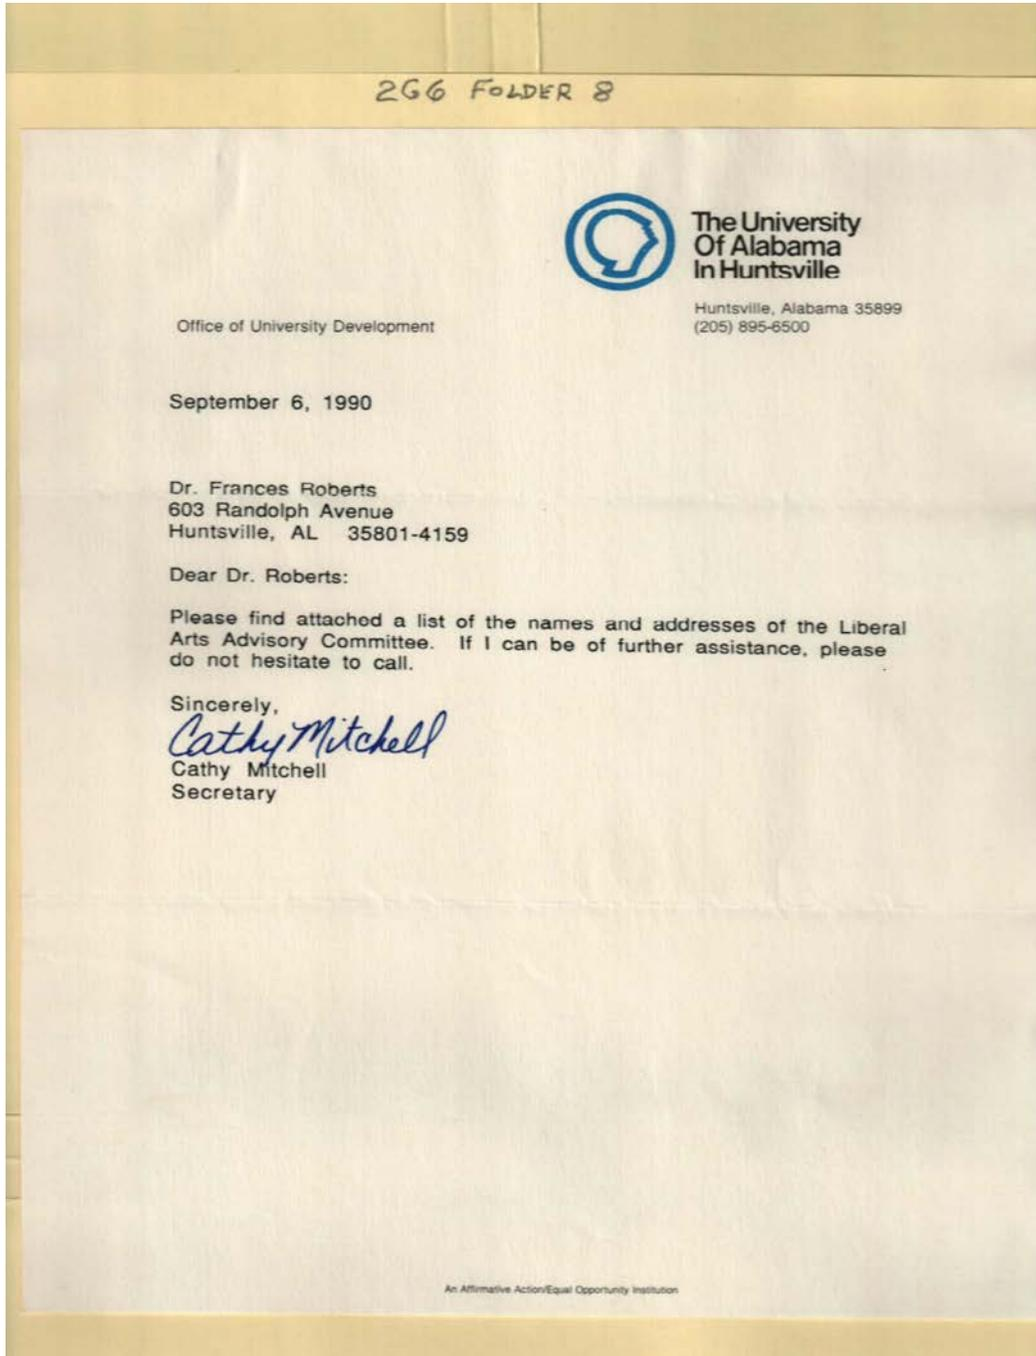 2G6 FOLDER 8
The University
Of Alabama
In Huntsville
Huntsville, Alabama 35899
(205) 895-6500
Office of University Development
September 6, 1990
Dr. Frances Roberts
603 Randolph Avenue
Huntsville, AL 35801-4159
Dear Dr. Roberts:
Please find attached a list of the names and addresses of the Liberal
Arts Advisory Committee. If I can be of further assistance, please
do not hesitate to call.
Sincerely,
Cathy Mitchell
Cathy Mitchell
Secretary
An Affirmative Action/Equal Opportunity Institution